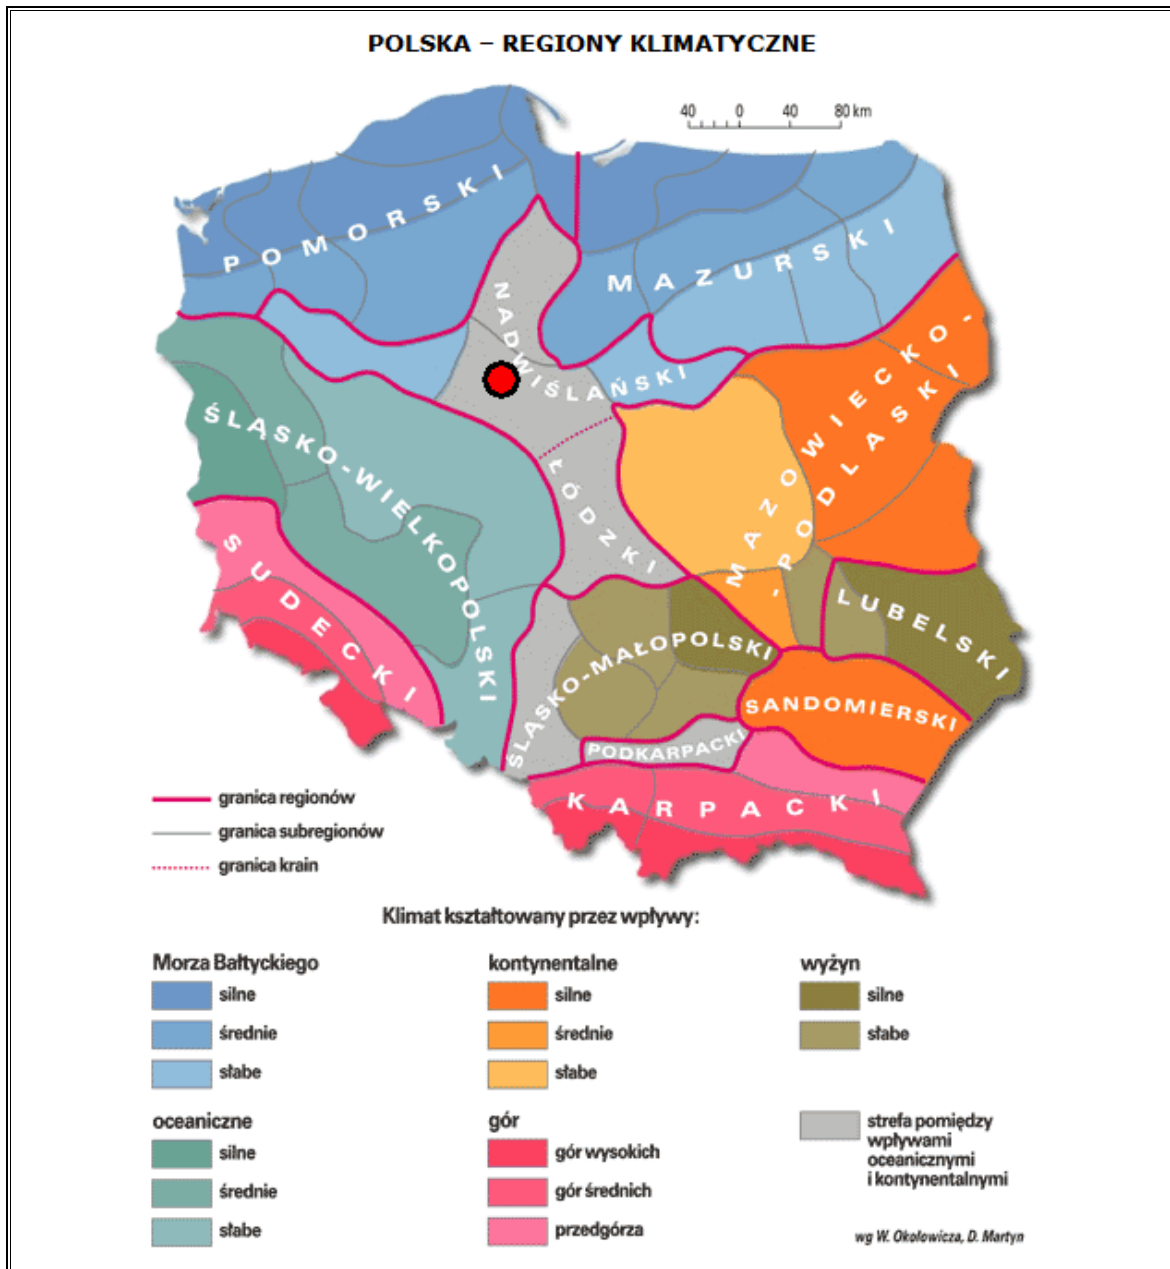 POLSKA – REGIONY KLIMATYCZNE
40 0 40 80 km
POMORSKI
MAZURSKI
NADWIŚLAŃSKI
MAZOWIECKO-
-PODLASKI
ŚLĄSKO-WIELKOPOLSKI
ŁÓDZKI
SUDECKI
LUBELSKI
ŚLĄSKO-MAŁOPOLSKI
SANDOMIERSKI
PODKARPACKI
KARPACKI
granica regionów
granica subregionów
granica krain
Klimat kształtowany przez wpływy:
Morza Bałtyckiego
silne
średnie
słabe
kontynentalne
silne
średnie
słabe
wyżyn
silne
słabe
oceaniczne
silne
średnie
słabe
gór
gór wysokich
gór średnich
przedgórza
strefa pomiędzy
wpływami
oceanicznymi
i kontynentalnymi
wg W. Okołowicza, D. Martyn